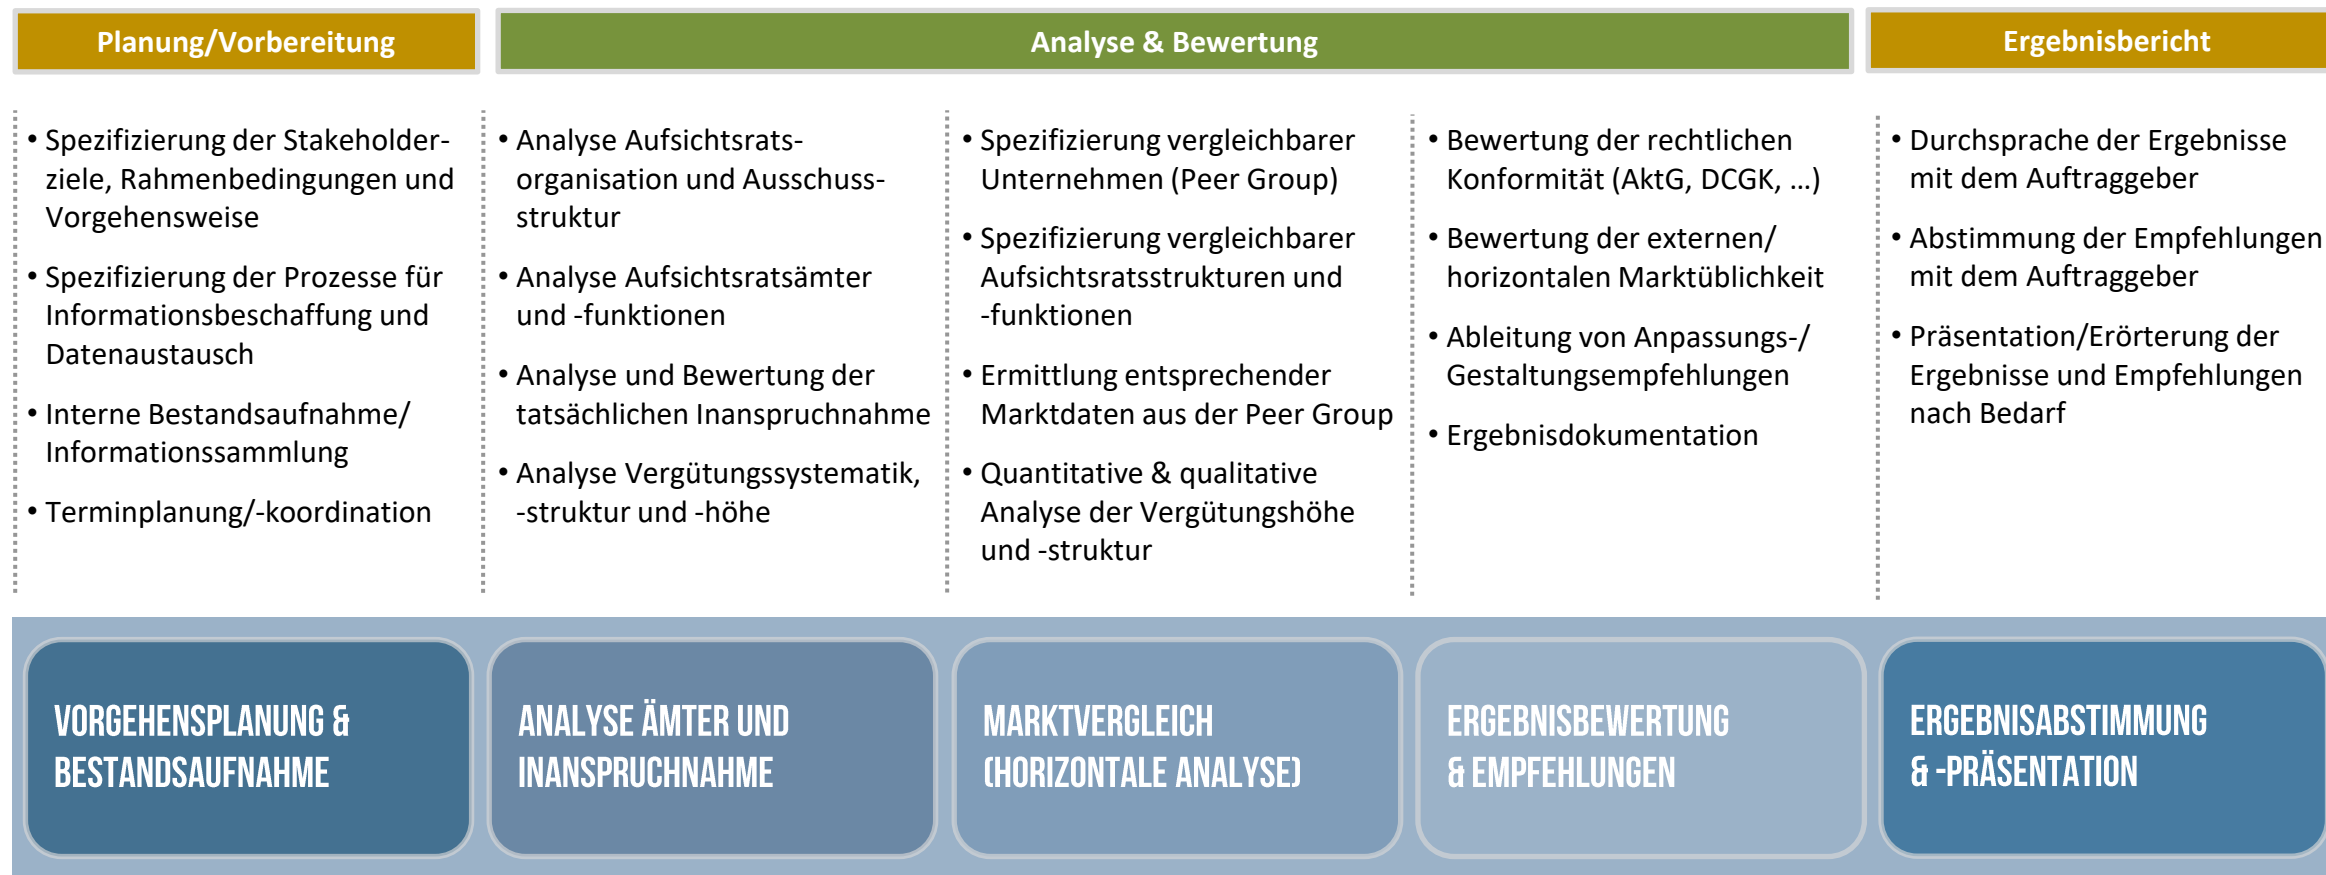 Planung/Vorbereitung
Analyse & Bewertung
Ergebnisbericht
• Spezifizierung der Stakeholder-
ziele, Rahmenbedingungen und
Vorgehensweise
• Spezifizierung der Prozesse für
Informationsbeschaffung und
Datenaustausch
• Interne Bestandsaufnahme/
Informationssammlung
• Terminplanung/-koordination
• Analyse Aufsichtsrats-
organisation und Ausschuss-
struktur
• Analyse Aufsichtsratsämter
und -funktionen
• Analyse und Bewertung der
tatsächlichen Inanspruchnahme
• Analyse Vergütungssystematik,
-struktur und -höhe
• Spezifizierung vergleichbarer
Unternehmen (Peer Group)
• Spezifizierung vergleichbarer
Aufsichtsratsstrukturen und
-funktionen
• Ermittlung entsprechender
Marktdaten aus der Peer Group
• Quantitative & qualitative
Analyse der Vergütungshöhe
und -struktur
• Bewertung der rechtlichen
Konformität (AktG, DCGK, …)
• Bewertung der externen/
horizontalen Marktüblichkeit
• Ableitung von Anpassungs-/
Gestaltungsempfehlungen
• Ergebnisdokumentation
• Durchsprache der Ergebnisse
mit dem Auftraggeber
• Abstimmung der Empfehlungen
mit dem Auftraggeber
• Präsentation/Erörterung der
Ergebnisse und Empfehlungen
nach Bedarf
VORGEHENSPLANUNG &
BESTANDSAUFNAHME
ANALYSE ÄMTER UND
INANSPRUCHNAHME
MARKTVERGLEICH
(HORIZONTALE ANALYSE)
ERGEBNISBEWERTUNG
& EMPFEHLUNGEN
ERGEBNISABSTIMMUNG
& -PRÄSENTATION